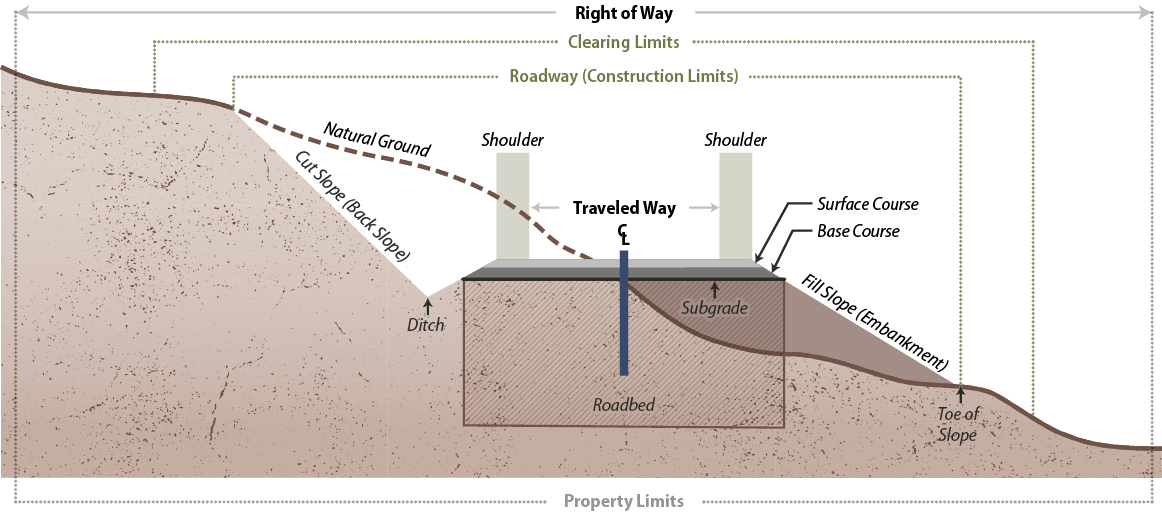 Right of Way
Clearing Limits
Roadway (Construction Limits)
Natural Ground
Shoulder
Shoulder
Cut Slope (Back Slope)
Traveled Way
Surface Course
Base Course
CL
Fill Slope (Embankment)
Subgrade
Ditch
Roadbed
Toe of
Slope
Property Limits